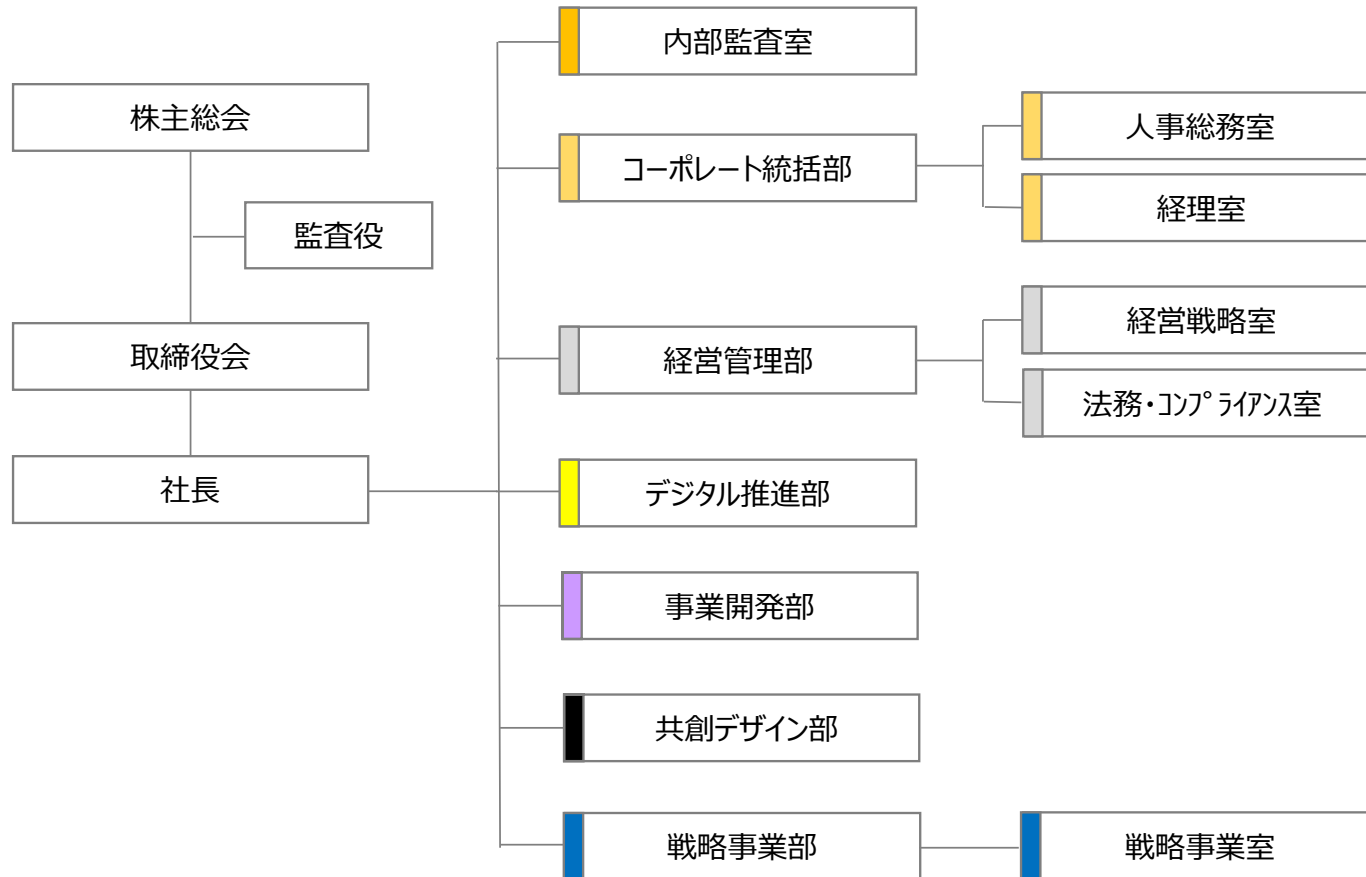 株主総会
監査役
取締役会
社長
内部監査室
コーポレート統括部
人事総務室
経理室
経営管理部
経営戦略室
法務・ｺﾝﾌﾟﾗｲｱﾝｽ室
デジタル推進部
事業開発部
共創デザイン部
戦略事業部
戦略事業室